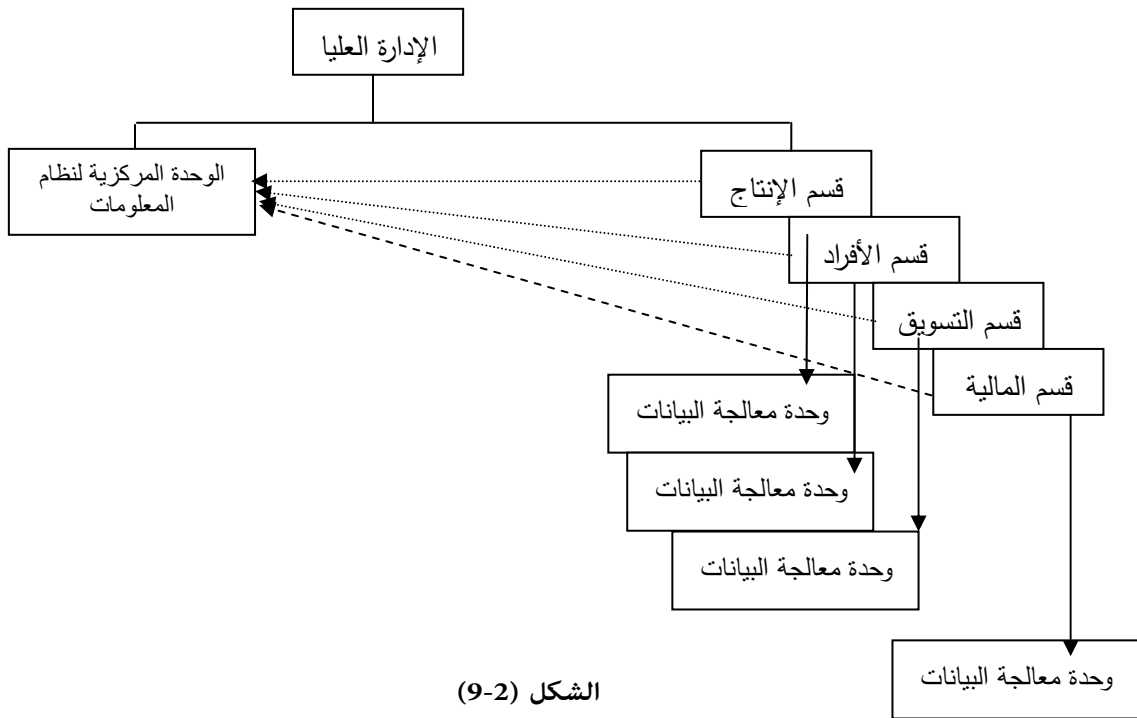 الإدارة العليا
الوحدة المركزية لنظام
المعلومات
قسم الإنتاج
قسم الأفراد
قسم التسويق
قسم المالية
وحدة معالجة البيانات
وحدة معالجة البيانات
وحدة معالجة البيانات
وحدة معالجة البيانات
الشكل (2-9)